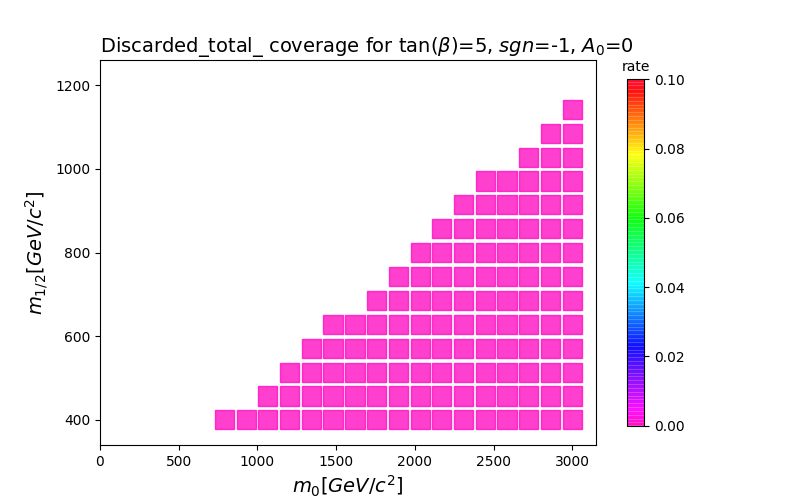 Discarded_total_ coverage for tan(β)=5, sgn=-1, A₀=0
rate
0.10
0.08
0.06
0.04
0.02
0.00
1200
1000
800
600
400
m₁/₂[GeV/c²]
0 500 1000 1500 2000 2500 3000
m₀[GeV/c²]